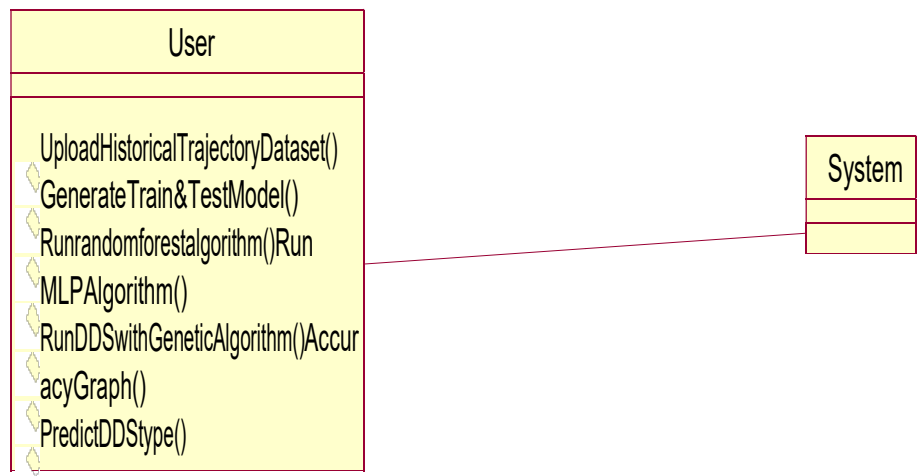 User
UploadHistoricalTrajectoryDataset()
GenerateTrain&TestModel()
Runrandomforestalgorithm()Run
MLPAlgorithm()
RunDDSwithGeneticAlgorithm()Accur
acyGraph()
PredictDDStype()
System